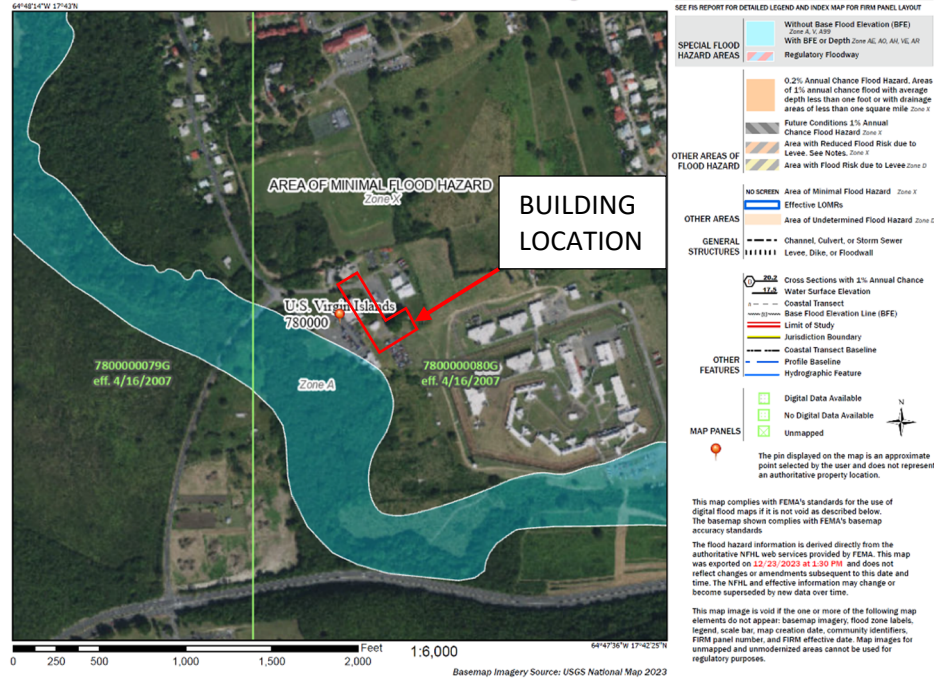 64°48'14"W 17°43'N
SEE FIS REPORT FOR DETAILED LEGEND AND INDEX MAP FOR FIRM PANEL LAYOUT
SPECIAL FLOOD
HAZARD AREAS
Without Base Flood Elevation (BFE)
Zone A, V, A99
With BFE or Depth Zone AE, AO, AH, VE, AR
Regulatory Floodway
0.2% Annual Chance Flood Hazard, Areas
of 1% annual chance flood with average
depth less than one foot or with drainage
areas of less than one square mile Zone X
Future Conditions 1% Annual
Chance Flood Hazard Zone X
Area with Reduced Flood Risk due to
Levee. See Notes. Zone X
Area with Flood Risk due to Levee Zone D
OTHER AREAS OF
FLOOD HAZARD
NO SCREEN Area of Minimal Flood Hazard Zone X
Effective LOMRs
OTHER AREAS
Area of Undetermined Flood Hazard Zone D
GENERAL
STRUCTURES
Channel, Culvert, or Storm Sewer
Levee, Dike, or Floodwall
20.2 Cross Sections with 1% Annual Chance
17.5 Water Surface Elevation
Coastal Transect
Base Flood Elevation Line (BFE)
Limit of Study
Jurisdiction Boundary
Coastal Transect Baseline
OTHER
FEATURES
Profile Baseline
Hydrographic Feature
Digital Data Available
No Digital Data Available
MAP PANELS
Unmapped
N
The pin displayed on the map is an approximate
point selected by the user and does not represent
an authoritative property location.
This map complies with FEMA's standards for the use of
digital flood maps if it is not void as described below.
The basemap shown complies with FEMA's basemap
accuracy standards
The flood hazard information is derived directly from the
authoritative NFHL web services provided by FEMA. This map
was exported on 12/23/2023 at 1:30 PM and does not
reflect changes or amendments subsequent to this date and
time. The NFHL and effective information may change or
become superseded by new data over time.
This map image is void if the one or more of the following map
elements do not appear: basemap imagery, flood zone labels,
legend, scale bar, map creation date, community identifiers,
FIRM panel number, and FIRM effective date. Map images for
unmapped and unmodernized areas cannot be used for
regulatory purposes.
AREA OF MINIMAL FLOOD HAZARD
Zone X
BUILDING
LOCATION
U.S. Virgin Islands
780000
7800000079G
eff. 4/16/2007
7800000080G
eff. 4/16/2007
Zone A
64°47'36"W 17°42'25"N
0 250 500 1,000 1,500 2,000
Feet
1:6,000
Basemap Imagery Source: USGS National Map 2023